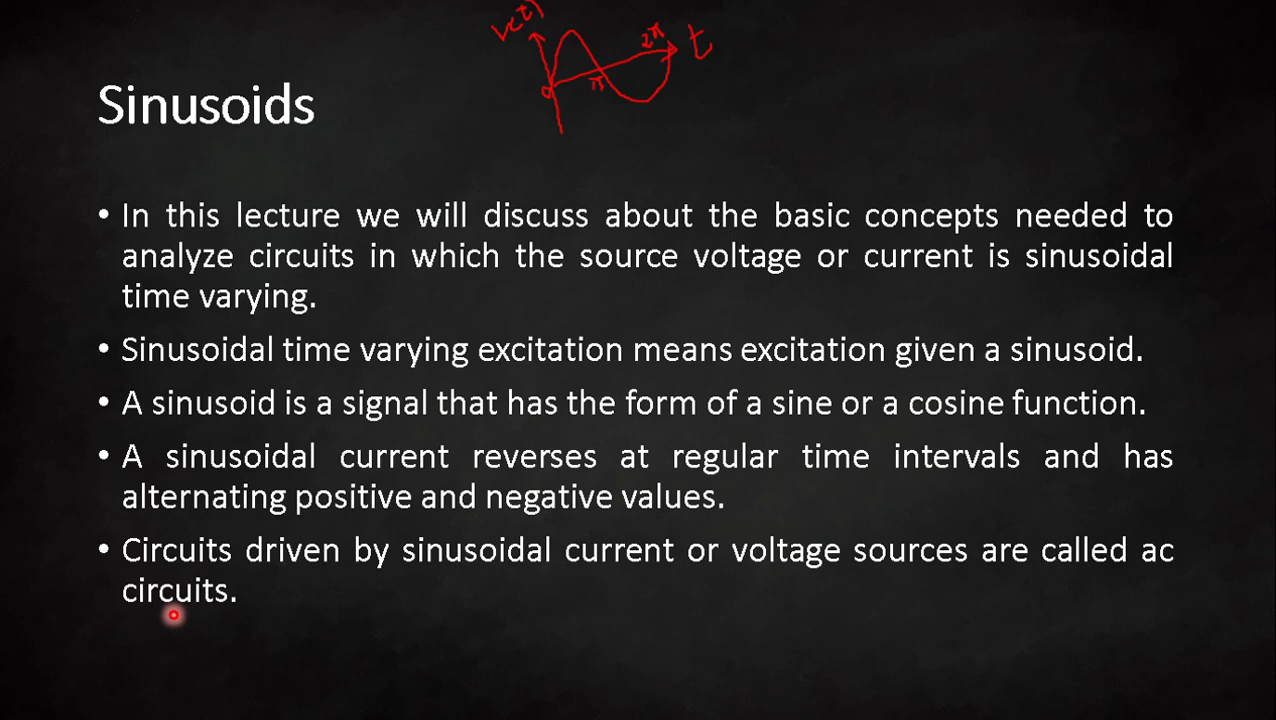 v(t)
2π
t
π
0
Sinusoids
• In this lecture we will discuss about the basic concepts needed to
analyze circuits in which the source voltage or current is sinusoidal
time varying.
• Sinusoidal time varying excitation means excitation given a sinusoid.
• A sinusoid is a signal that has the form of a sine or a cosine function.
• A sinusoidal current reverses at regular time intervals and has
alternating positive and negative values.
• Circuits driven by sinusoidal current or voltage sources are called ac
circuits.